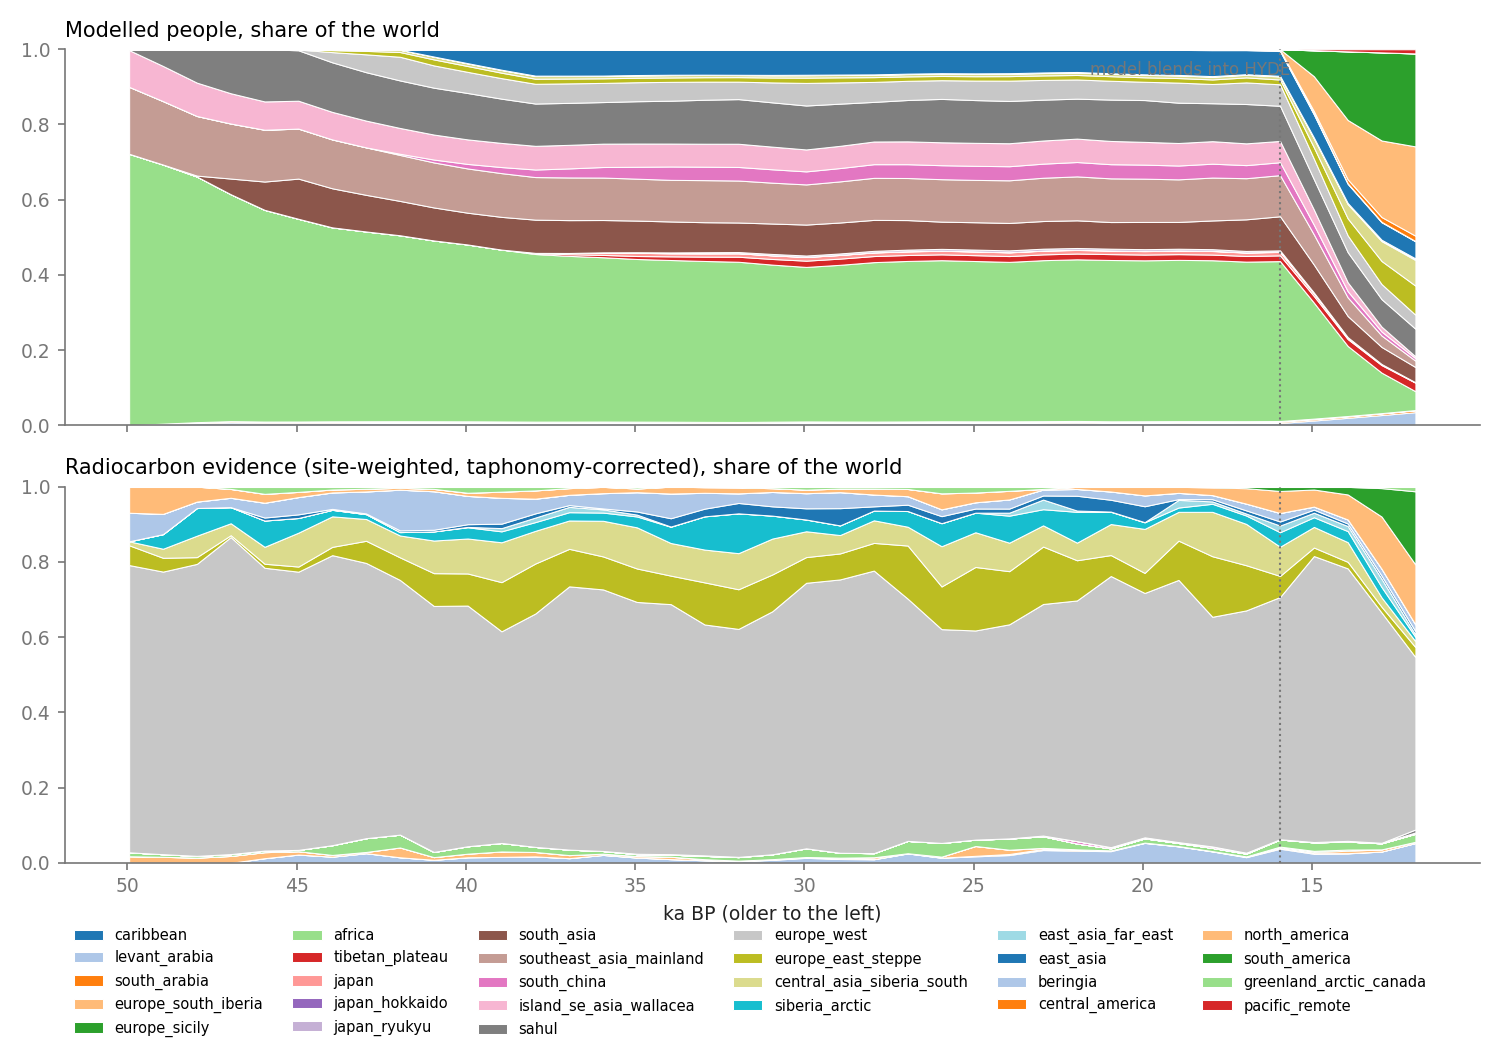 Modelled people, share of the world
1.0
model blends into HYDE
0.8
0.6
0.4
0.2
0.0
Radiocarbon evidence (site-weighted, taphonomy-corrected), share of the world
1.0
0.8
0.6
0.4
0.2
0.0
50 45 40 35 30 25 20 15
ka BP (older to the left)
caribbean
levant_arabia
south_arabia
europe_south_iberia
europe_sicily
africa
tibetan_plateau
japan
japan_hokkaido
japan_ryukyu
south_asia
southeast_asia_mainland
south_china
island_se_asia_wallacea
sahul
europe_west
europe_east_steppe
central_asia_siberia_south
siberia_arctic
east_asia_far_east
east_asia
beringia
central_america
north_america
south_america
greenland_arctic_canada
pacific_remote